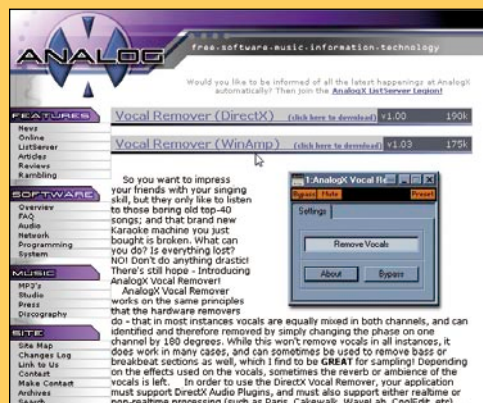 ANALOG
free-software-music-information-technology
Would you like to be informed of all the latest happenings at AnalogX
automatically? Then join the AnalogX ListServer Legion!
FEATURES
News
Online
ListServer
Articles
Reviews
Rambling
SOFTWARE
Overview
FAQ
Audio
Network
Programming
System
MUSIC
MP3's
Studio
Press
Discography
SITE
Site Map
Changes Log
Link to Us
Contest
Make Contact
Archives
Search
Vocal Remover (DirectX) (click here to download) v1.00 190k
Vocal Remover (WinAmp) (click here to download) v1.03 175k
So you want to impress
your friends with your singing
skill, but they only like to listen
to those boring old top-40
songs; and that brand new
Karaoke machine you just
bought is broken. What can
you do? Is everything lost?
NO! Don't do anything drastic!
There's still hope - Introducing
AnalogX Vocal Remover!
AnalogX Vocal Remover
works on the same principles
that the hardware removers
do - that in most instances vocals are equally mixed in both channels, and can
identified and therefore removed by simply changing the phase on one
channel by 180 degrees. While this won't remove vocals in all instances, it
does work in many cases, and can sometimes be used to remove bass or
breakbeat sections as well, which I find to be GREAT for sampling! Depending
on the effects used on the vocals, sometimes the reverb or ambience of the
vocals is left. In order to use the DirectX Vocal Remover, your application
must support DirectX Audio Plugins, and must also support either realtime or
non-realtime processing (such as Paris, Cakewalk, WaveLab, CoolEdit, etc)
1:AnalogX Vocal Re
Bypass Mute Preset
Settings
Remove Vocals
About Bypass